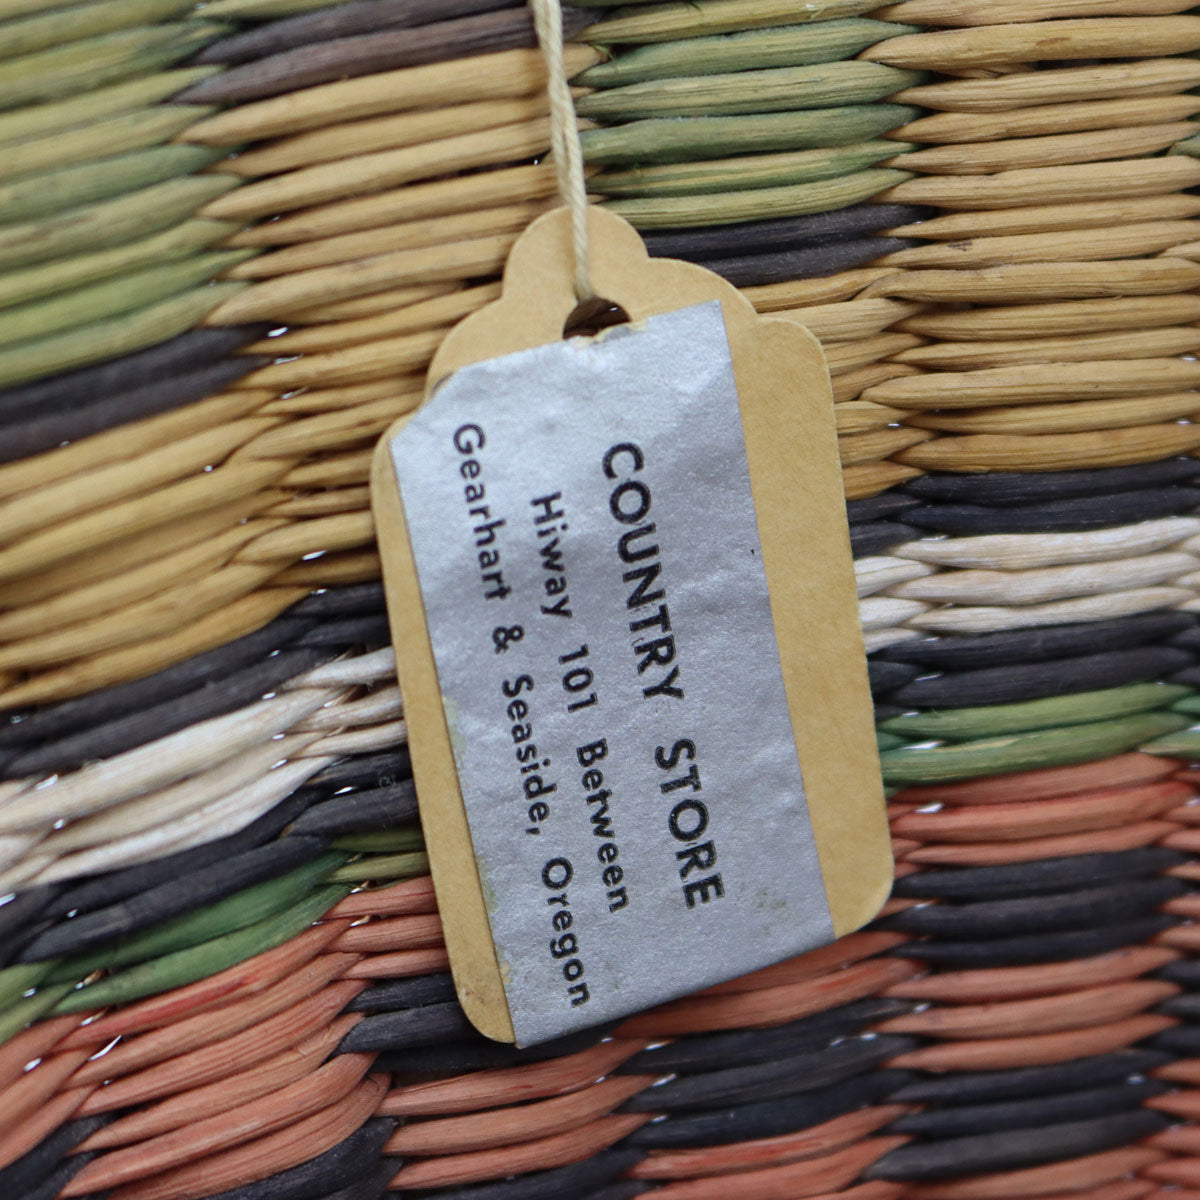 COUNTRY STORE
Hiway 101 Between
Gearhart & Seaside, Oregon